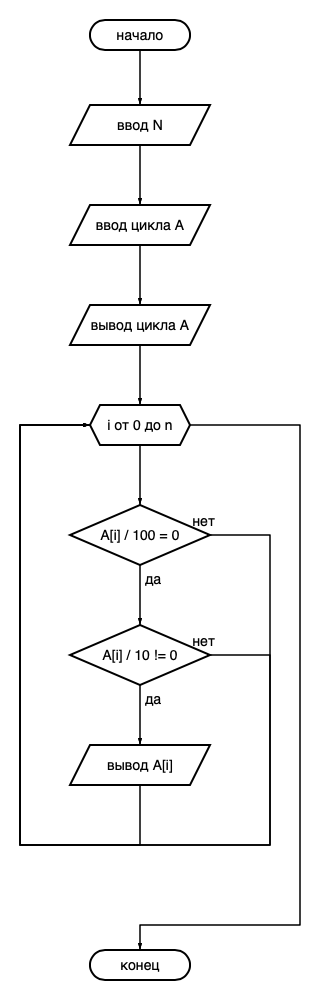 начало
ввод N
ввод цикла A
вывод цикла A
i от 0 до n
A[i] / 100 = 0
нет
да
A[i] / 10 != 0
нет
да
вывод A[i]
конец